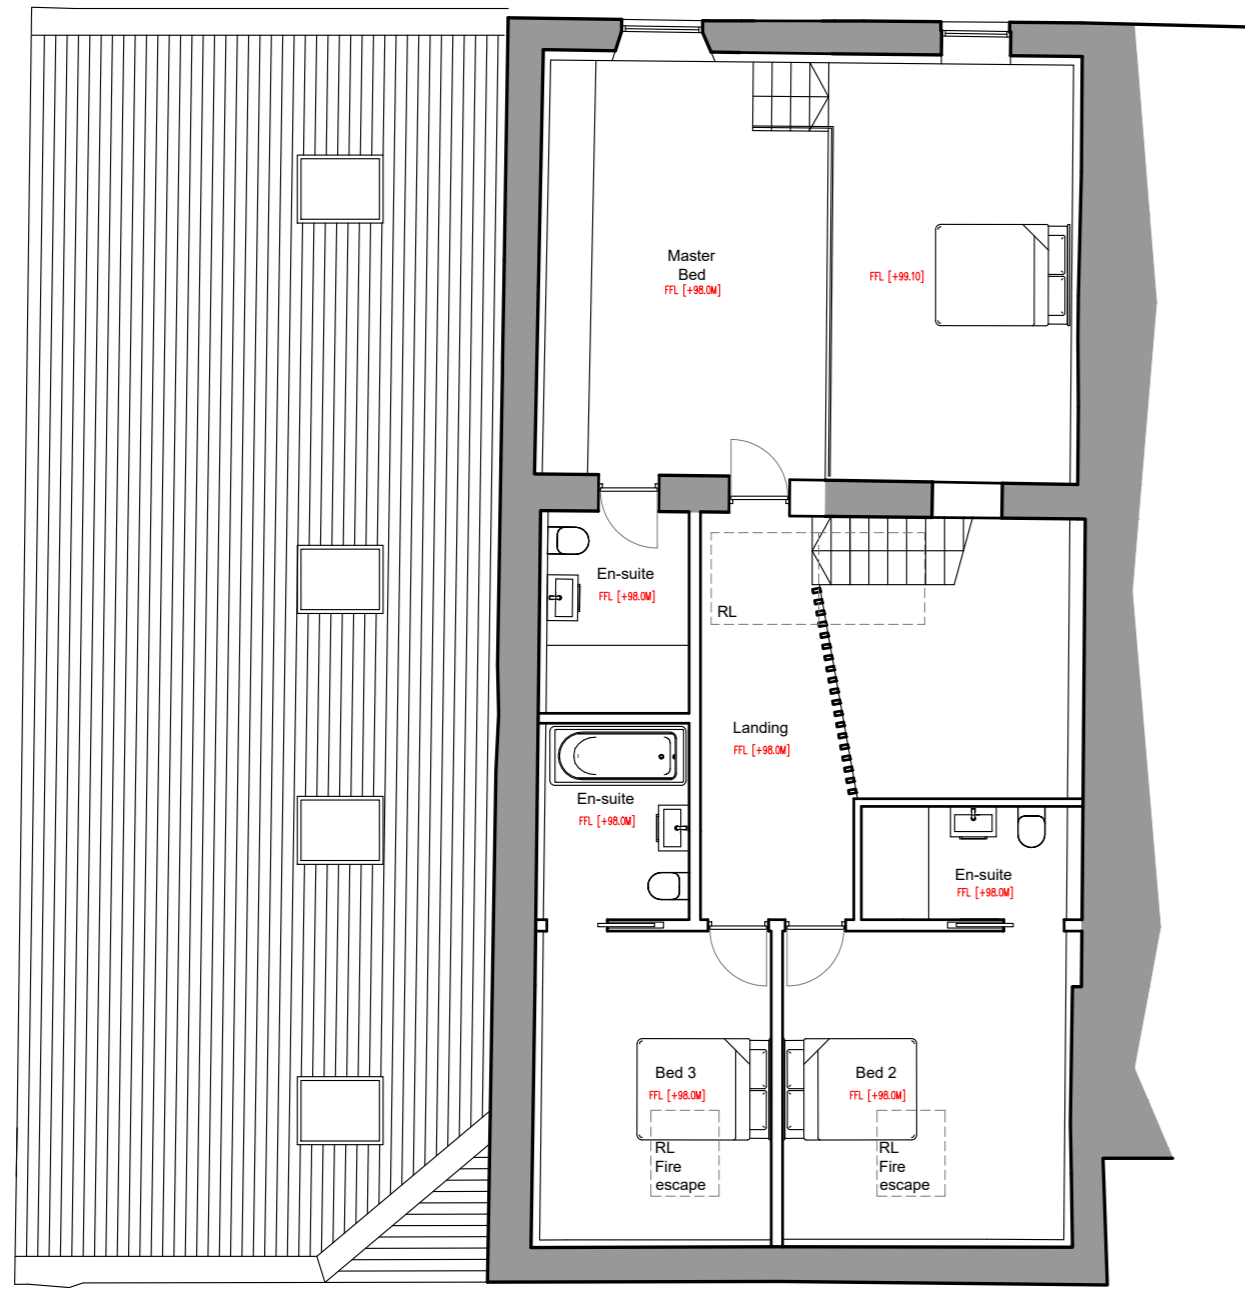 Master
Bed
FFL [+98.0M]
FFL [+99.10]
En-suite
FFL [+98.0M]
RL
Landing
FFL [+98.0M]
En-suite
FFL [+98.0M]
En-suite
FFL [+98.0M]
Bed 3
FFL [+98.0M]
RL
Fire
escape
Bed 2
FFL [+98.0M]
RL
Fire
escape